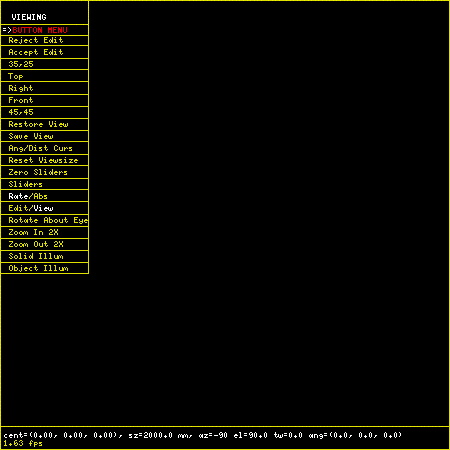 VIEWING
=>BUTTON MENU
Reject Edit
Accept Edit
35,25
Top
Right
Front
45,45
Restore View
Save View
Ang/Dist Curs
Reset Viewsize
Zero Sliders
Sliders
Rate/Abs
Edit/View
Rotate About Eye
Zoom In 2X
Zoom Out 2X
Solid Illum
Object Illum
cent=(0.00, 0.00, 0.00), sz=2000.0 mm, az=-90 el=90.0 tw=0.0 ang=(0.0, 0.0, 0.0)
1.63 fps